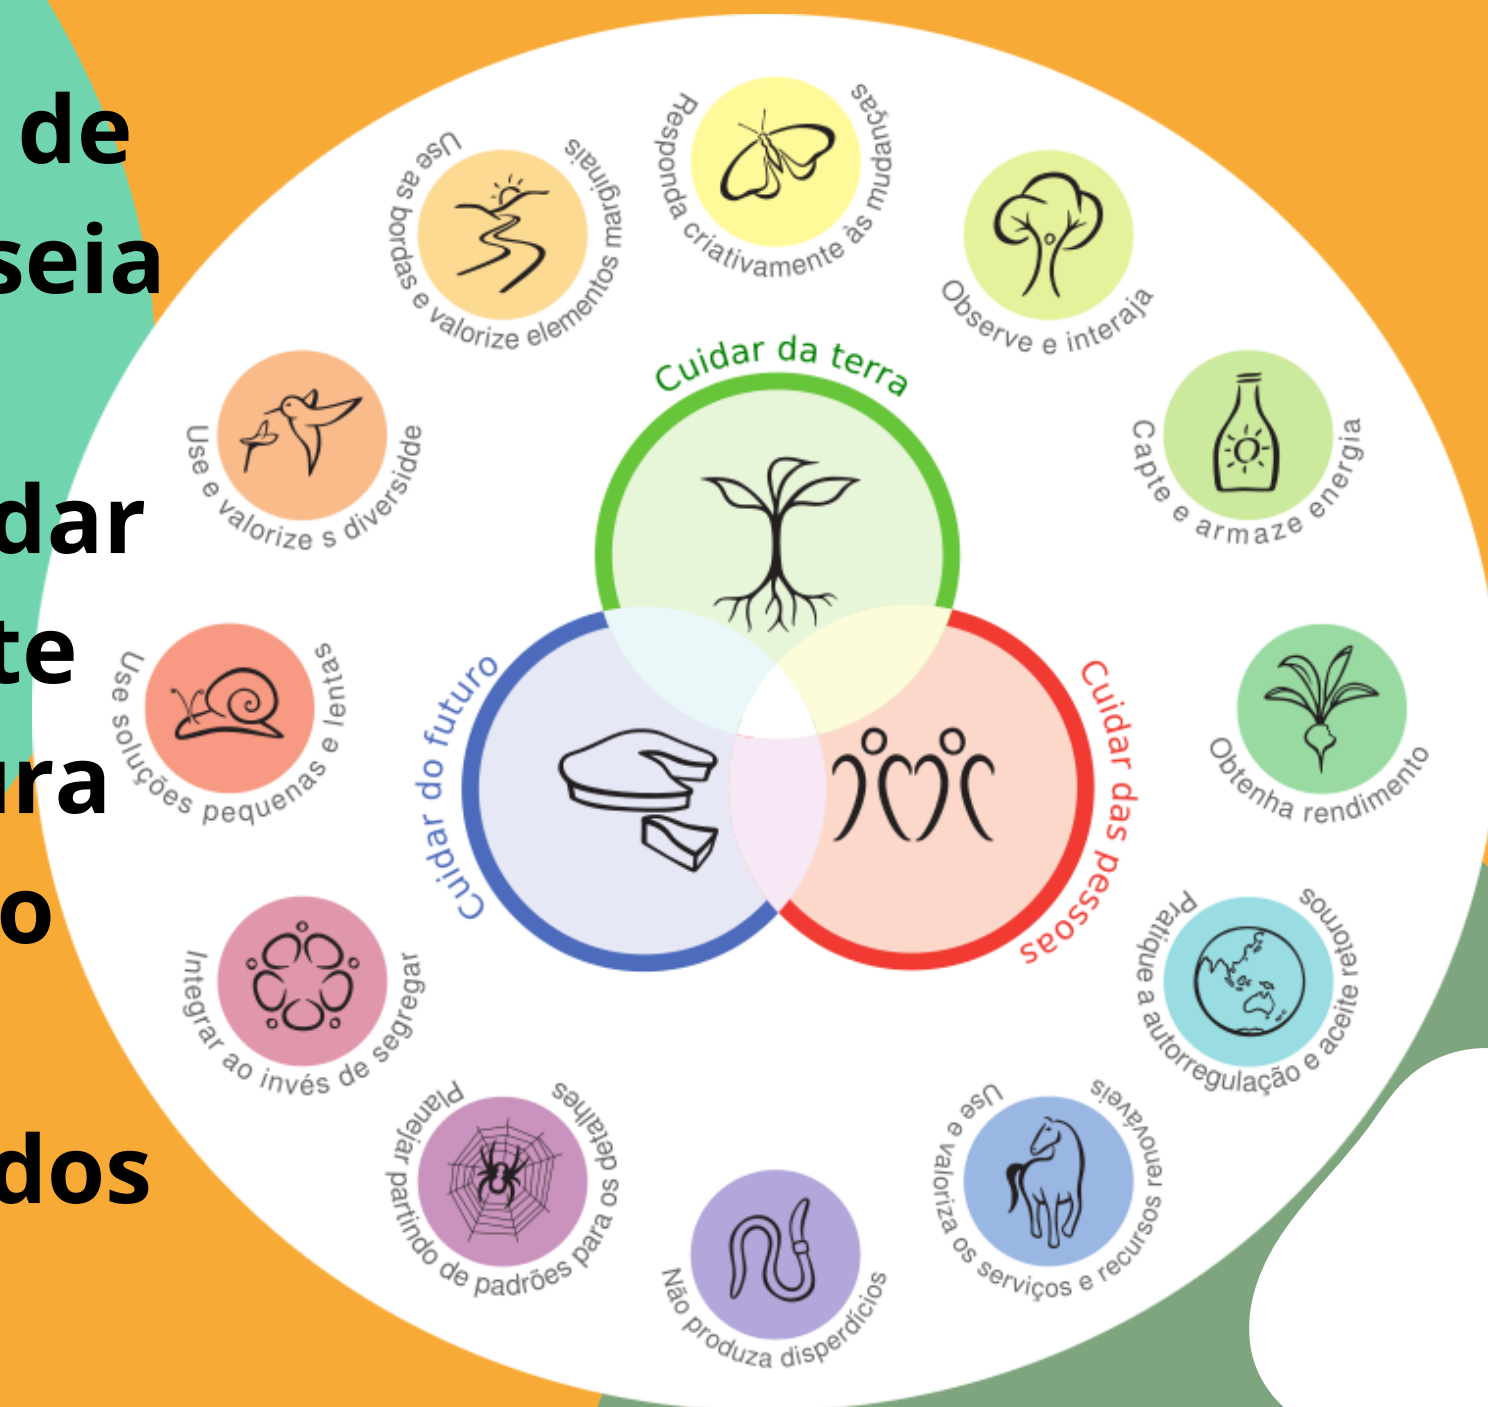 de
seia
dar
te
ura
o
dos
Responda criativamente às mudanças
Observe e interaja
Capte e armaze energia
Obtenha rendimento
Pratique a autorregulação e aceite retornos
Use e valoriza os serviços e recursos renováveis
Não produza disperdícios
Planejar partindo de padrões para os detalhes
Integrar ao invés de segregar
Use soluções pequenas e lentas
Use e valorize s diversidde
Use as bordas e valorize elementos marginais
Cuidar da terra
Cuidar das pessoas
Cuidar do futuro